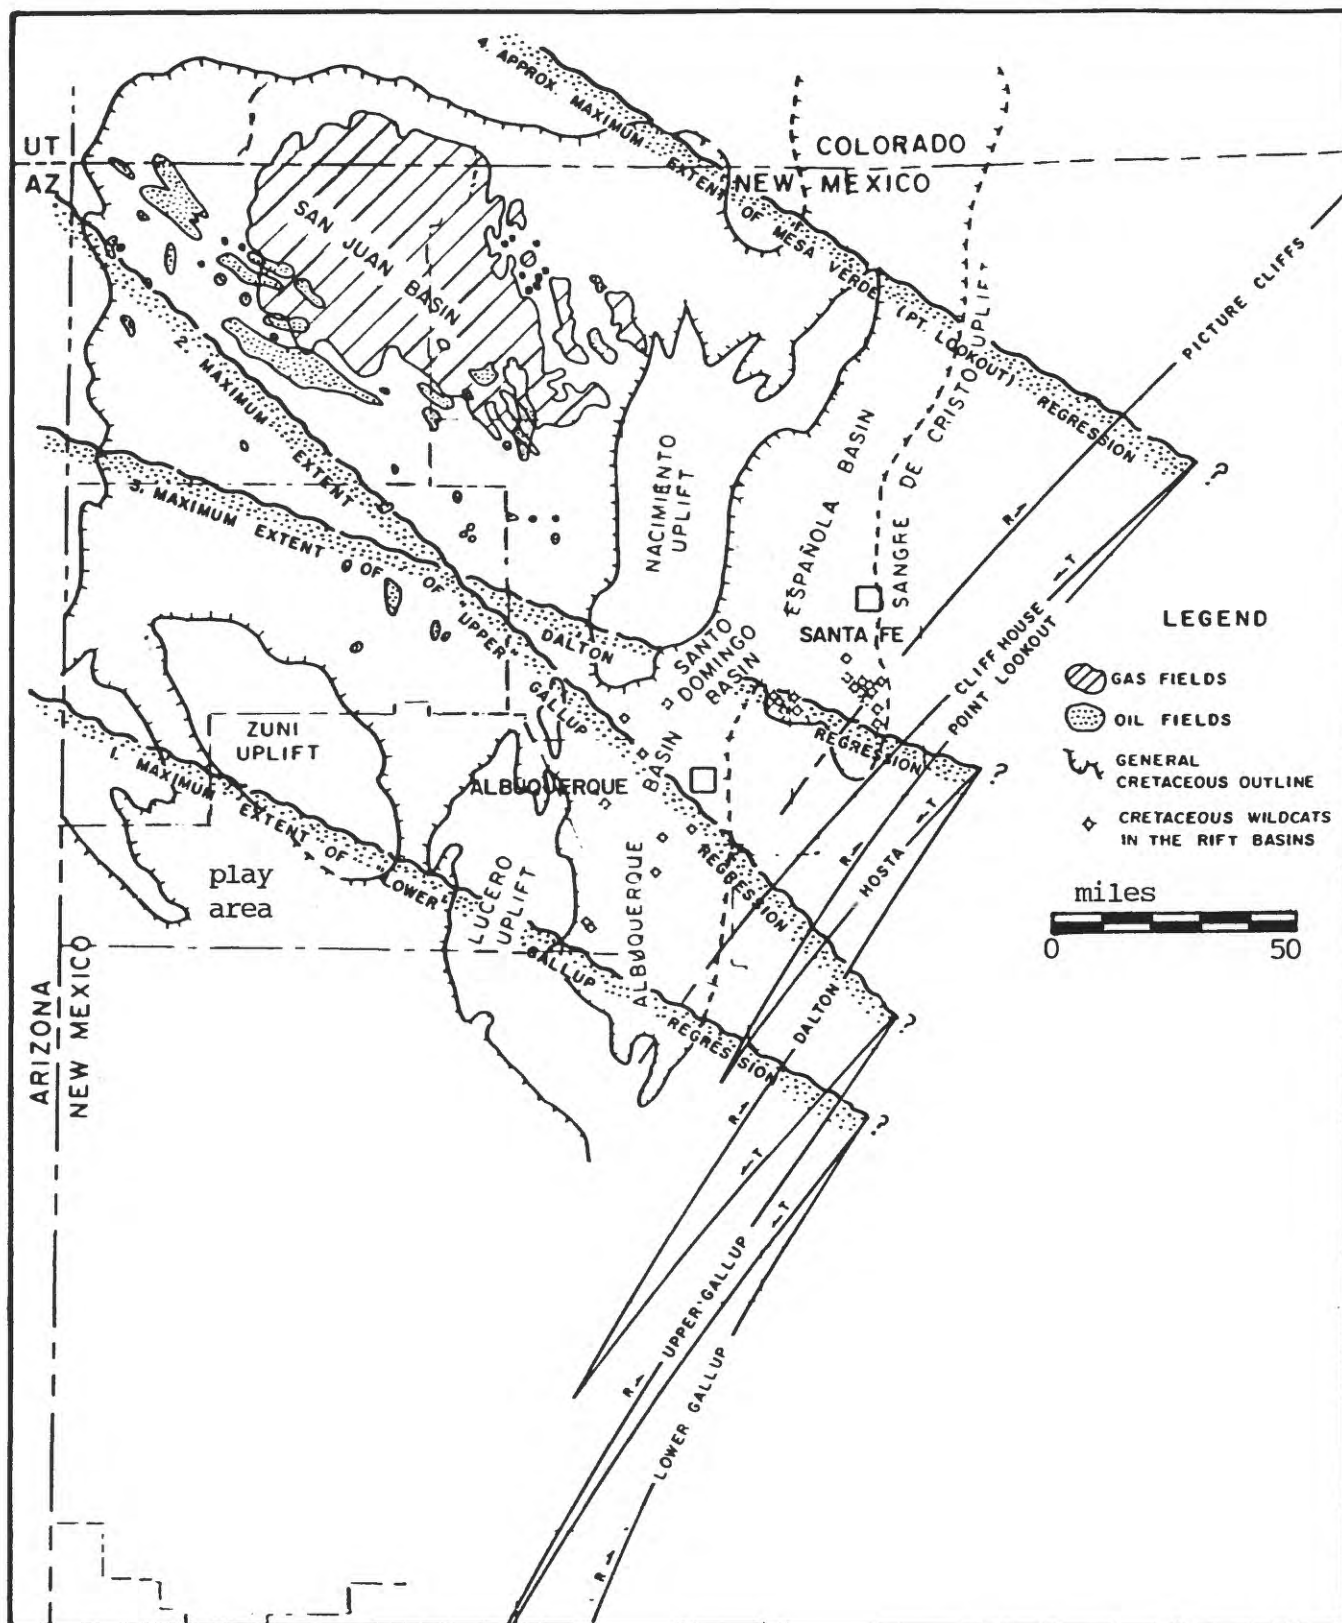 4. APPROX. MAXIMUM EXTENT OF MESA VERDE (PT. LOOKOUT) REGRESSION
?
UT
AZ
COLORADO
NEW MEXICO
SAN JUAN BASIN
PICTURE CLIFFS
2. MAXIMUM EXTENT OF "UPPER" GALLUP REGBESSION
?
3. MAXIMUM EXTENT OF DALTON REGRESSION
?
NACIMIENTO
UPLIFT
ESPAÑOLA BASIN
SANGRE DE CRISTO UPLIFT
R
T
SANTA FE
SANTO
DOMINGO
BASIN
CLIFF HOUSE
POINT LOOKOUT
LEGEND
GAS FIELDS
OIL FIELDS
GENERAL
CRETACEOUS OUTLINE
CRETACEOUS WILDCATS
IN THE RIFT BASINS
miles
0 50
ZUNI
UPLIFT
1. MAXIMUM EXTENT OF "LOWER" GALLUP REGRESSION
?
ALBUQUERQUE
ALBUQUERQUE BASIN
play
area
LUCERO
UPLIFT
T
R
HOSTA
DALTON
ARIZONA
NEW MEXICO
R
T
T
UPPER GALLUP
R
LOWER GALLUP
R